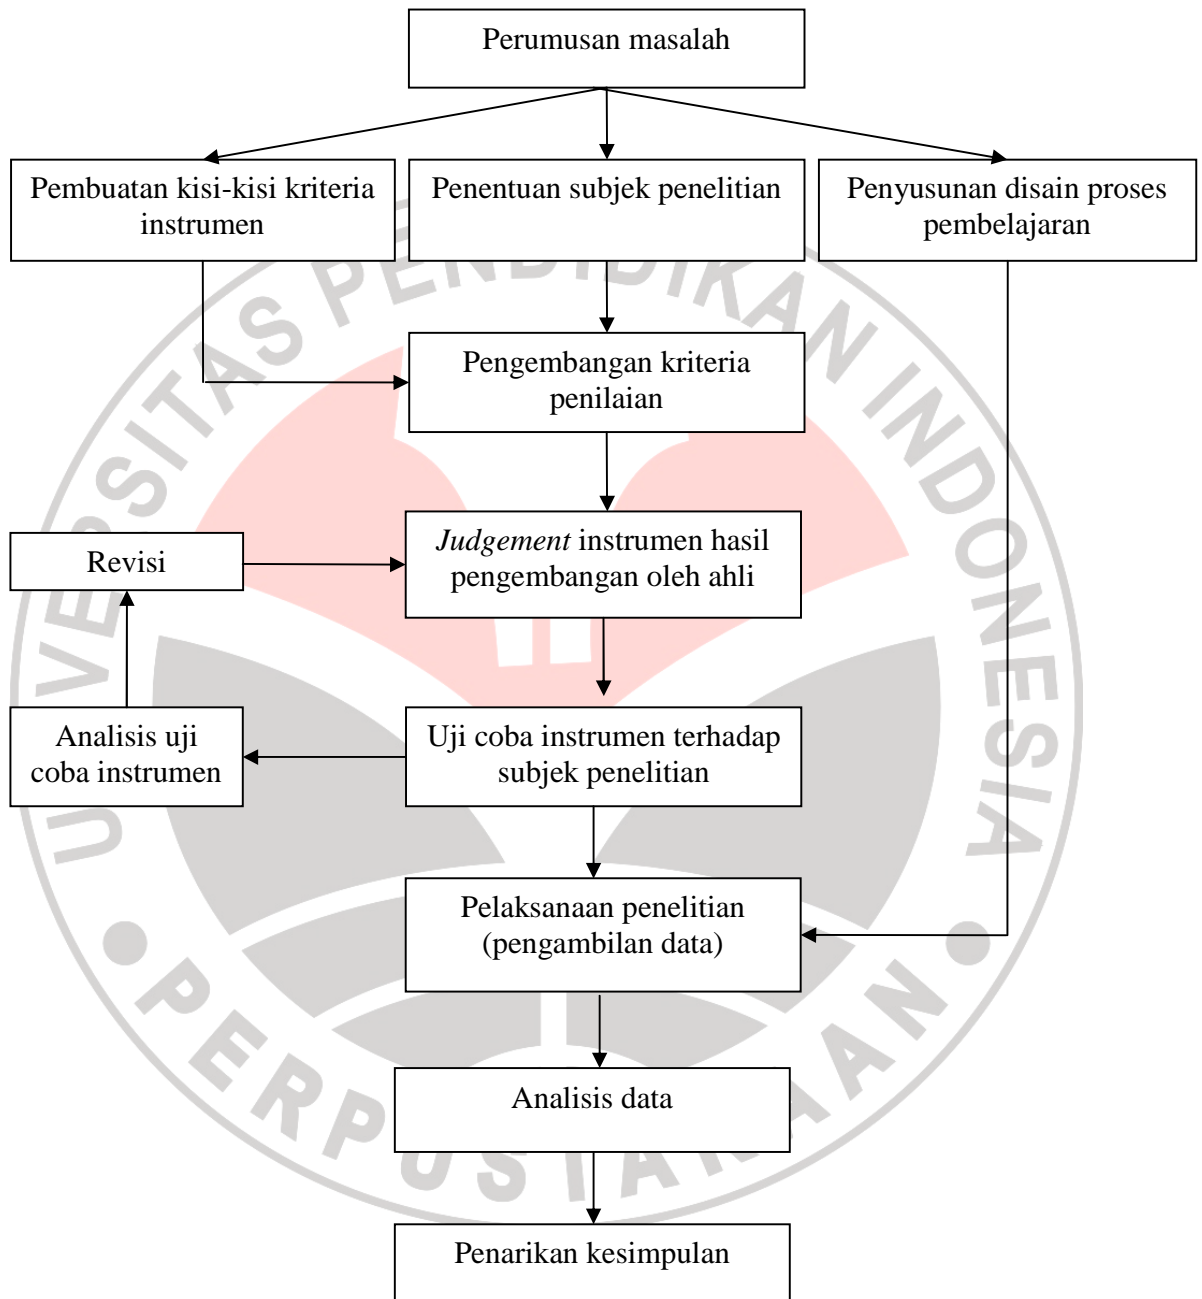 Perumusan masalah
Pembuatan kisi-kisi kriteria
instrumen
Penentuan subjek penelitian
Penyusunan disain proses
pembelajaran
Pengembangan kriteria
penilaian
Judgement instrumen hasil
pengembangan oleh ahli
Revisi
Analisis uji
coba instrumen
Uji coba instrumen terhadap
subjek penelitian
Pelaksanaan penelitian
(pengambilan data)
Analisis data
Penarikan kesimpulan
UNIVERSITAS PENDIDIKAN INDONESIA
PERPUSTAKAAN